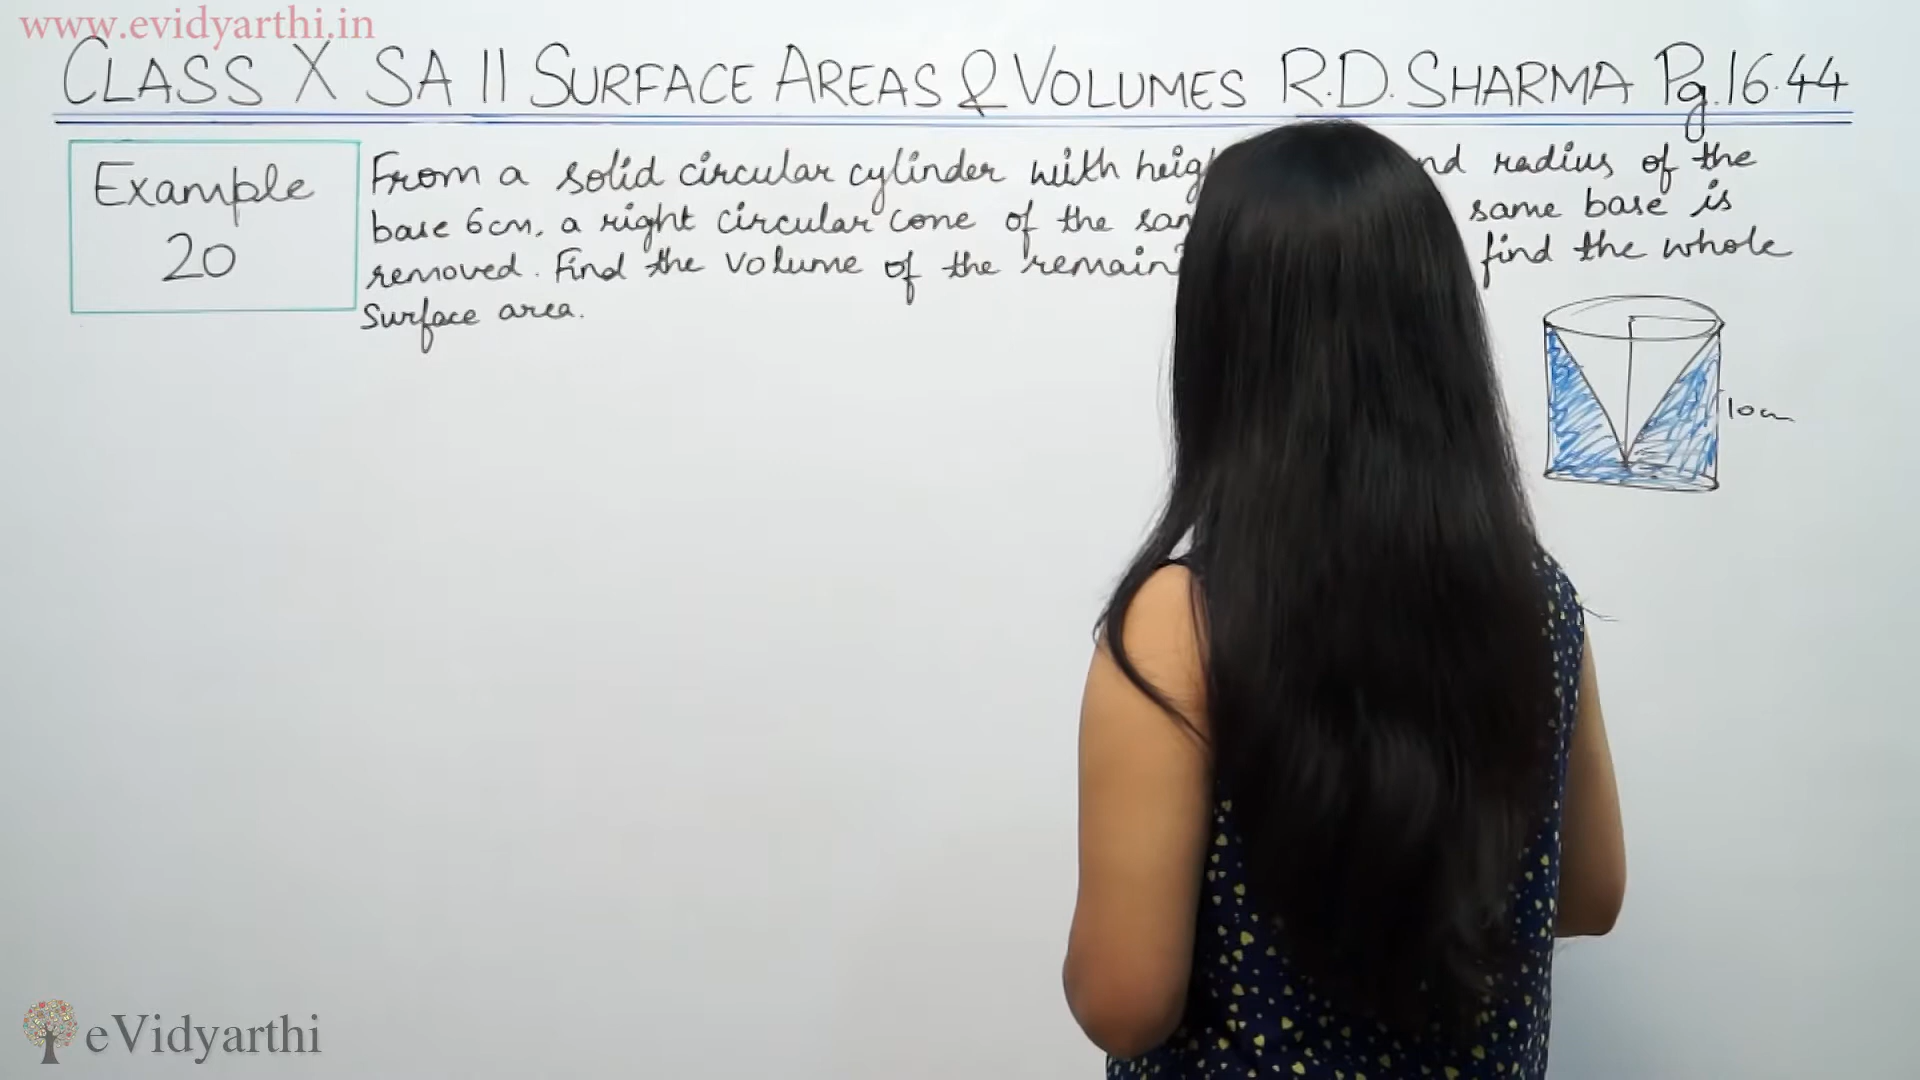 www.evidyarthi.in
CLASS X SA II SURFACE AREAS & VOLUMES R.D. SHARMA Pg.16.44
Example
20
From a solid circular cylinder with radius of the
base 6cm, a right circular cone of the same base is
removed. Find the volume of the find the whole
Surface area.
10cm
eVidyarthi